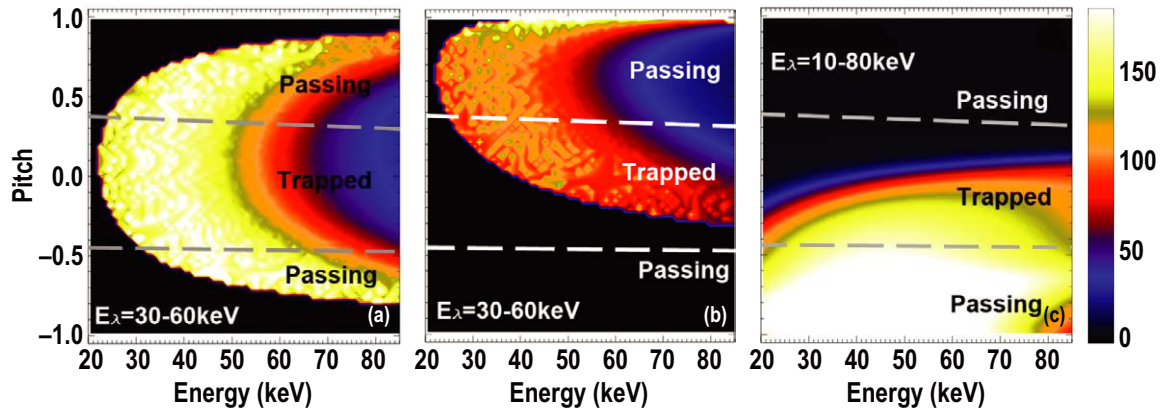 Pitch
1.0
0.5
0.0
–0.5
–1.0
Passing
Trapped
Passing
Eλ=30-60keV
(a)
20 30 40 50 60 70 80
Energy (keV)
Passing
Trapped
Passing
Eλ=30-60keV
(b)
20 30 40 50 60 70 80
Energy (keV)
Eλ=10-80keV
Passing
Trapped
Passing
(c)
20 30 40 50 60 70 80
Energy (keV)
150
100
50
0